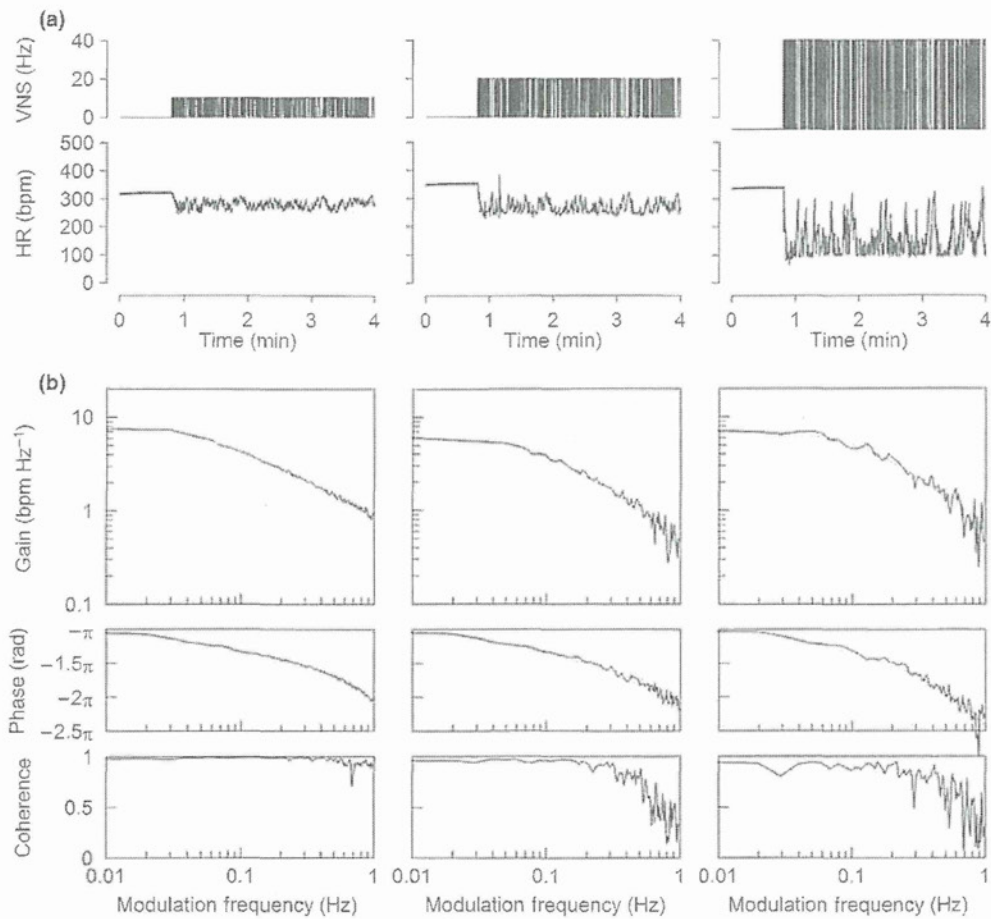 (a)
VNS (Hz)
40
20
0
HR (bpm)
500
400
300
200
100
0
0 1 2 3 4
Time (min)
0 1 2 3 4
Time (min)
0 1 2 3 4
Time (min)
(b)
Gain (bpm Hz⁻¹)
10
1
0.1
Phase (rad)
−π
−1.5π
−2π
−2.5π
Coherence
1
0.5
0
0.01 0.1 1
Modulation frequency (Hz)
0.01 0.1 1
Modulation frequency (Hz)
0.01 0.1 1
Modulation frequency (Hz)